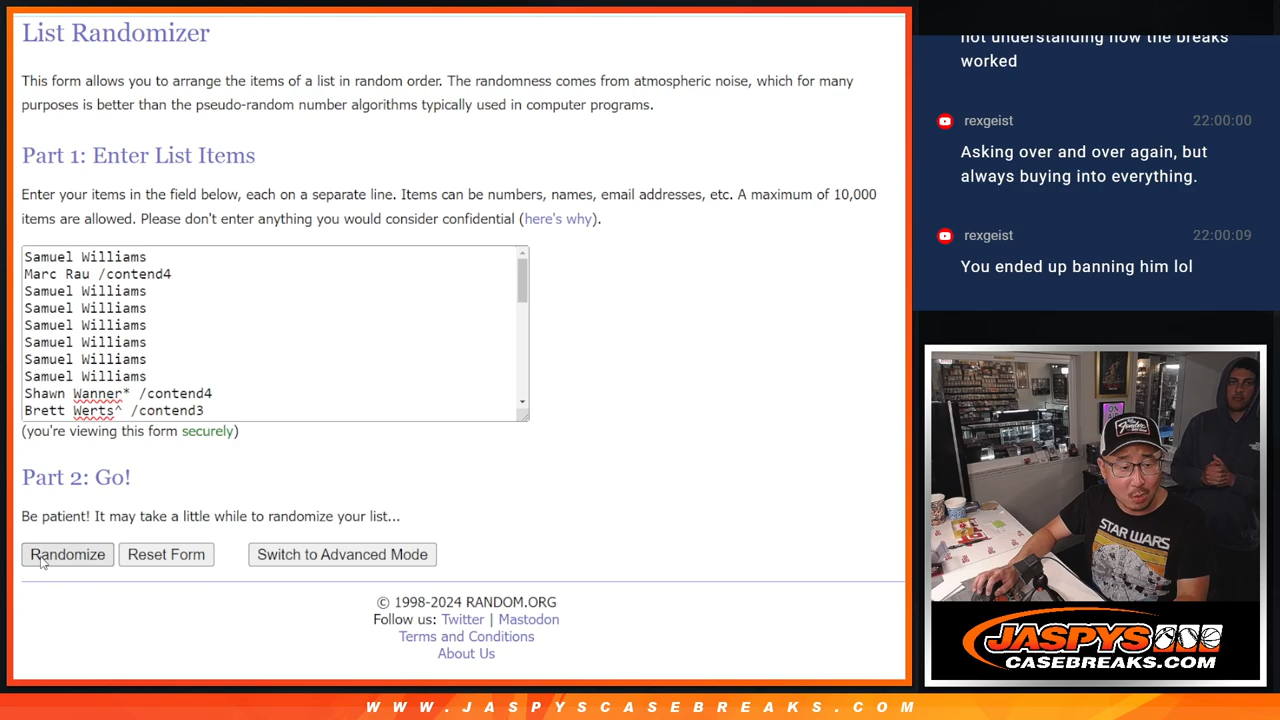 List Randomizer
This form allows you to arrange the items of a list in random order. The randomness comes from atmospheric noise, which for many
purposes is better than the pseudo-random number algorithms typically used in computer programs.
Part 1: Enter List Items
Enter your items in the field below, each on a separate line. Items can be numbers, names, email addresses, etc. A maximum of 10,000
items are allowed. Please don't enter anything you would consider confidential (here's why).
Samuel Williams
Marc Rau /contend4
Samuel Williams
Samuel Williams
Samuel Williams
Samuel Williams
Samuel Williams
Samuel Williams
Shawn Wanner* /contend4
Brett Werts^ /contend3
(you're viewing this form securely)
Part 2: Go!
Be patient! It may take a little while to randomize your list...
Randomize
Reset Form
Switch to Advanced Mode
© 1998-2024 RANDOM.ORG
Follow us: Twitter | Mastodon
Terms and Conditions
About Us
not understanding how the breaks
worked
rexgeist 22:00:00
Asking over and over again, but
always buying into everything.
rexgeist 22:00:09
You ended up banning him lol
ON
AIR
Fender
STAR WARS
JASPYS
CASEBREAKS.COM
WWW.JASPYSCASEBREAKS.COM